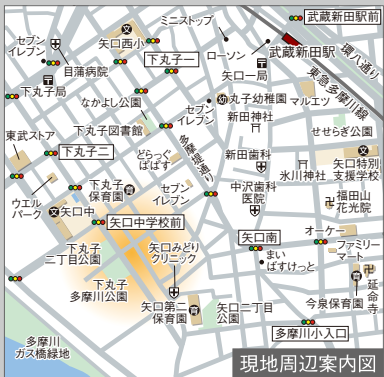 ミニストップ
武蔵新田駅前
矢口西小
セブン
イレブン
目蒲病院
下丸子一
ローソン
武蔵新田駅
環八通り
矢口一局
下丸子局
東急多摩川線
なかよし公園
セブン
イレブン
丸子幼稚園
マルエツ
新田神社
下丸子図書館
せせらぎ公園
東武ストア
多摩堤通り
下丸子二
どらっぐ
ぱぱす
新田歯科
矢口特別
支援学校
氷川神社
下丸子
保育園
セブン
イレブン
中沢歯科
医院
ウエル
パーク
福田山
花光院
矢口中
矢口中学校前
矢口南
オーケー
ファミリー
マート
下丸子
二丁目公園
矢口みどり
クリニック
まい
ばすけっと
下丸子
多摩川公園
今泉保育園
延命寺
矢口第二
保育園
矢口二丁目
公園
多摩川小入口
多摩川
ガス橋緑地
現地周辺案内図